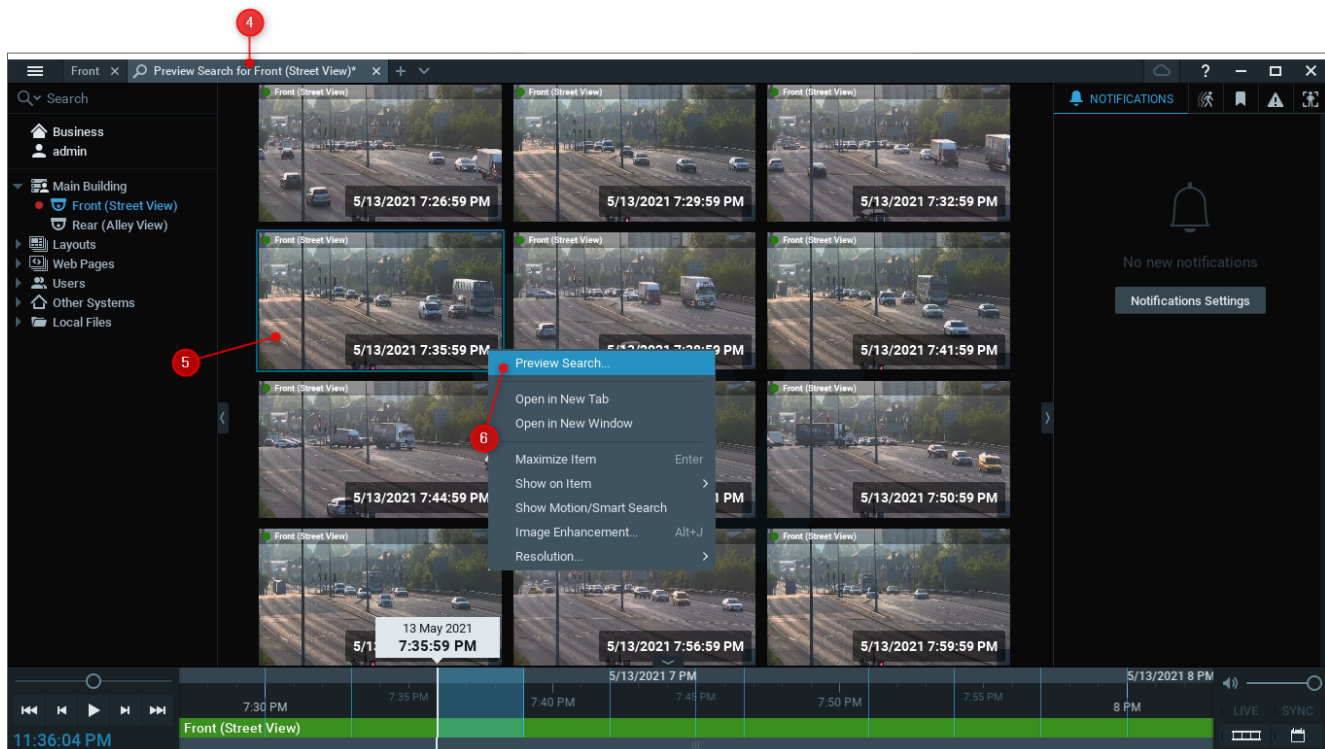 4
Front
Preview Search for Front (Street View)*
?
Search
NOTIFICATIONS
Business
admin
Main Building
Front (Street View)
Rear (Alley View)
Layouts
Web Pages
Users
Other Systems
Local Files
Front (Street View)
5/13/2021 7:26:59 PM
Front (Street View)
5/13/2021 7:29:59 PM
Front (Street View)
5/13/2021 7:32:59 PM
No new notifications
Notifications Settings
Front (Street View)
5/13/2021 7:35:59 PM
Front (Street View)
5/13/2021 7:38:59 PM
Front (Street View)
5/13/2021 7:41:59 PM
5
Preview Search...
6
Open in New Tab
Open in New Window
Maximize Item Enter
Show on Item
Show Motion/Smart Search
Image Enhancement... Alt+J
Resolution...
Front (Street View)
5/13/2021 7:44:59 PM
PM
Front (Street View)
5/13/2021 7:50:59 PM
Front (Street View)
13 May 2021
7:35:59 PM
5/13/2021 7:56:59 PM
Front (Street View)
5/13/2021 7:59:59 PM
5/13/2021 7 PM
5/13/2021 8 PM
7:30 PM
7:35 PM
7:40 PM
7:45 PM
7:50 PM
7:55 PM
8 PM
Front (Street View)
11:36:04 PM
LIVE
SYNC